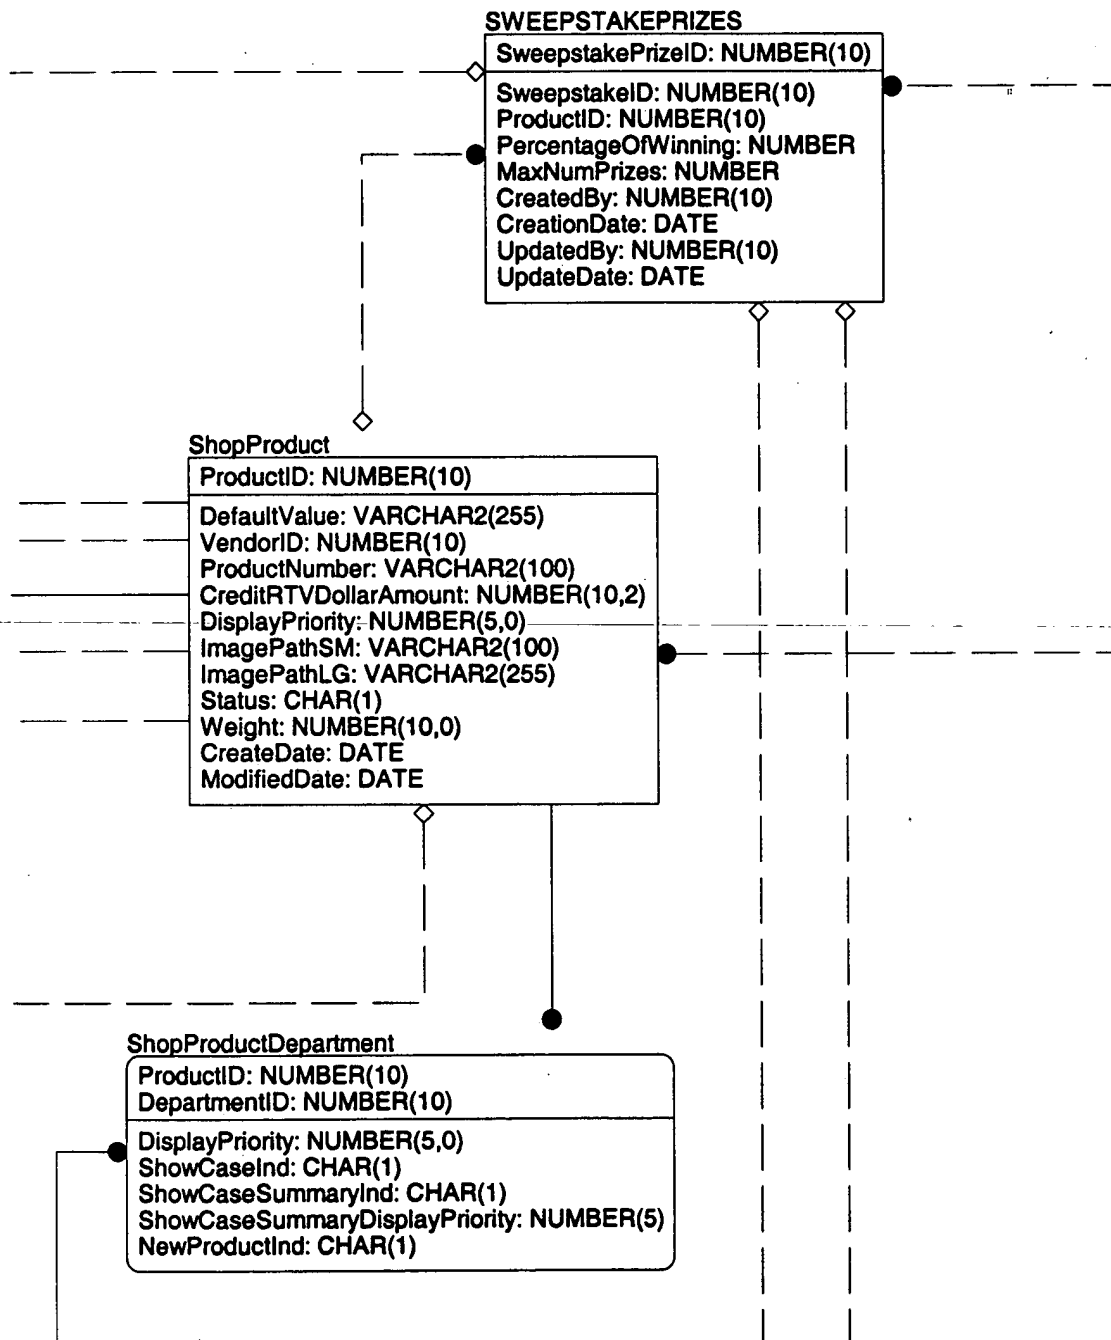 SWEEPSTAKEPRIZES
SweepstakePrizeID: NUMBER(10)
SweepstakeID: NUMBER(10)
ProductID: NUMBER(10)
PercentageOfWinning: NUMBER
MaxNumPrizes: NUMBER
CreatedBy: NUMBER(10)
CreationDate: DATE
UpdatedBy: NUMBER(10)
UpdateDate: DATE
ShopProduct
ProductID: NUMBER(10)
DefaultValue: VARCHAR2(255)
VendorID: NUMBER(10)
ProductNumber: VARCHAR2(100)
CreditRTVDollarAmount: NUMBER(10,2)
DisplayPriority: NUMBER(5,0)
ImagePathSM: VARCHAR2(100)
ImagePathLG: VARCHAR2(255)
Status: CHAR(1)
Weight: NUMBER(10,0)
CreateDate: DATE
ModifiedDate: DATE
ShopProductDepartment
ProductID: NUMBER(10)
DepartmentID: NUMBER(10)
DisplayPriority: NUMBER(5,0)
ShowCaseInd: CHAR(1)
ShowCaseSummaryInd: CHAR(1)
ShowCaseSummaryDisplayPriority: NUMBER(5)
NewProductInd: CHAR(1)